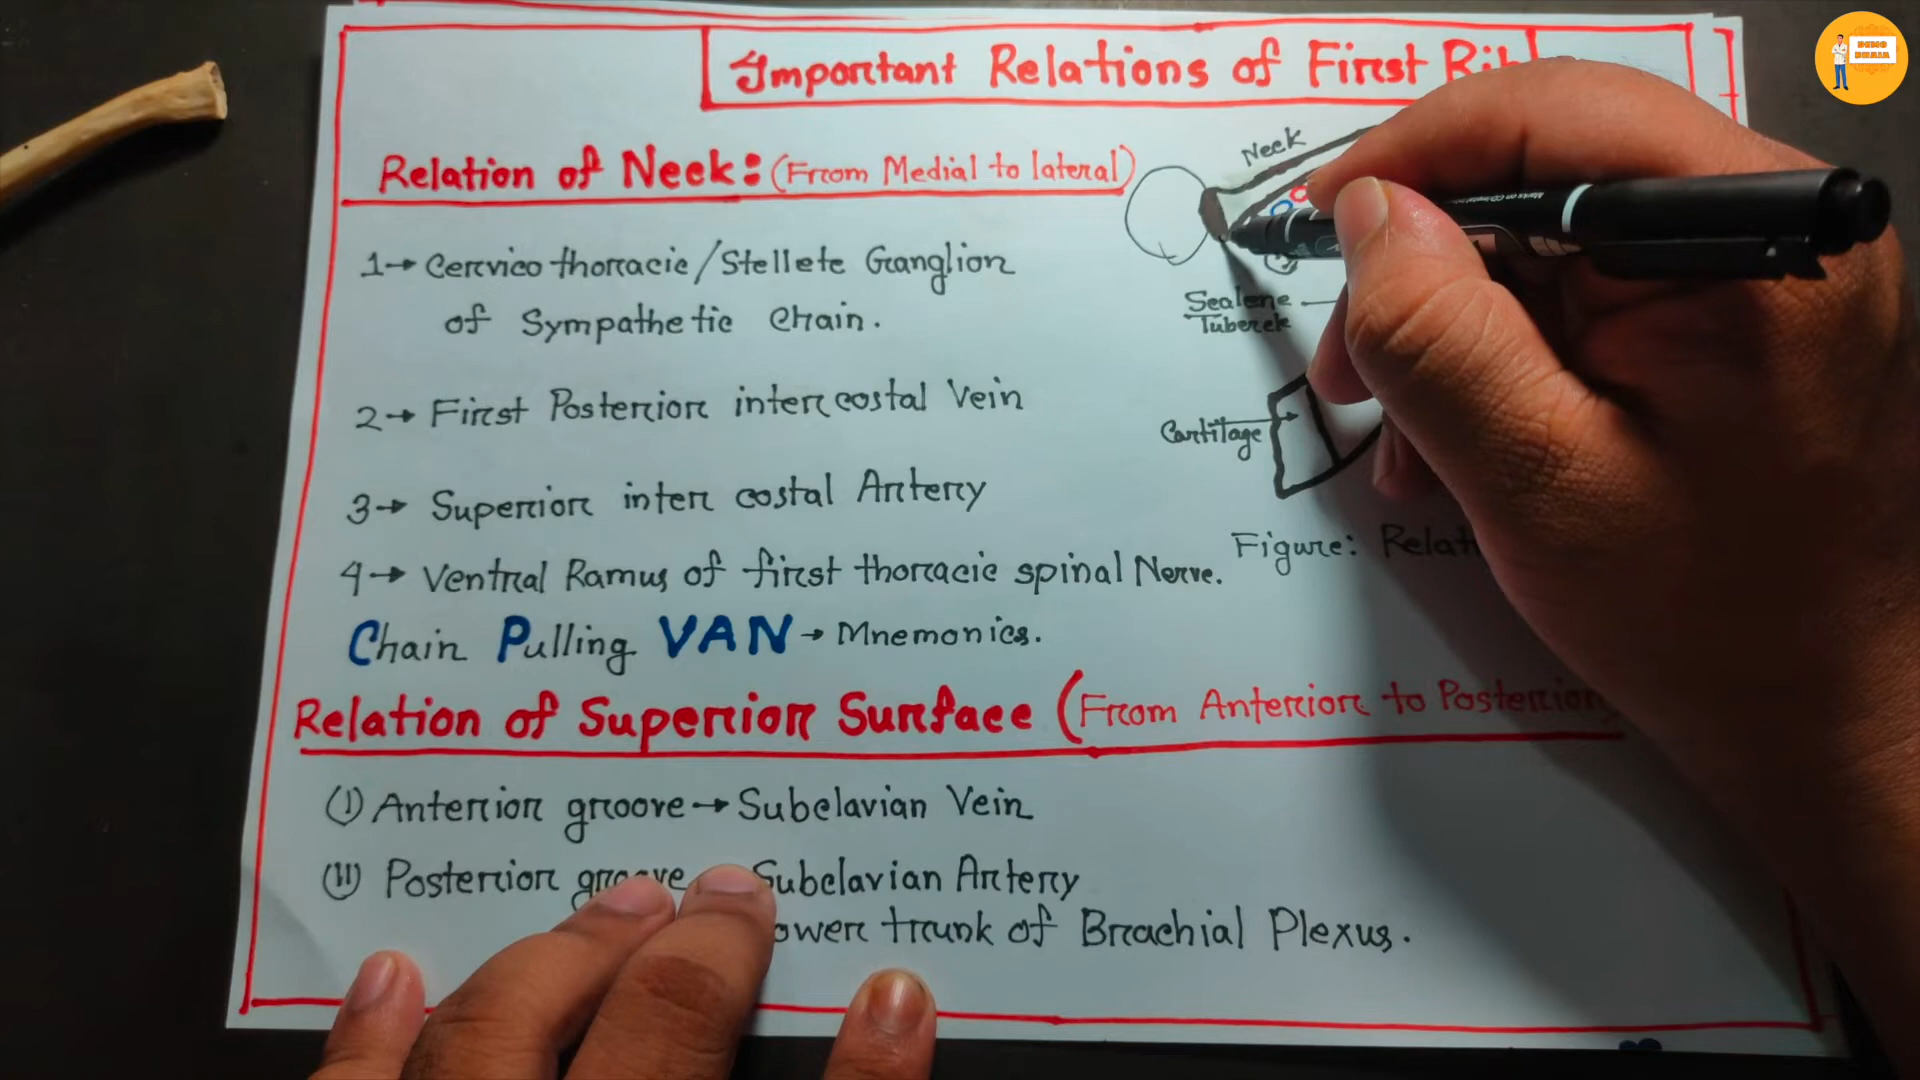 Important Relations of First Rib
Relation of Neck: (From Medial to lateral)
1→ Cervico thoracic/Stellete Ganglion
of Sympathetic Chain.
2→ First Posterior intercostal Vein
3→ Superior inter costal Artery
4→ Ventral Ramus of first thoracic spinal Nerve.
Chain Pulling VAN → Mnemonics.
Neck
Scalene
Tubercle
Cartilage
Figure: Relat
Relation of Superior Surface (From Anterior to Posterior)
(I) Anterior groove → Subclavian Vein
(II) Posterior groove Subclavian Artery
ower trunk of Brachial Plexus.